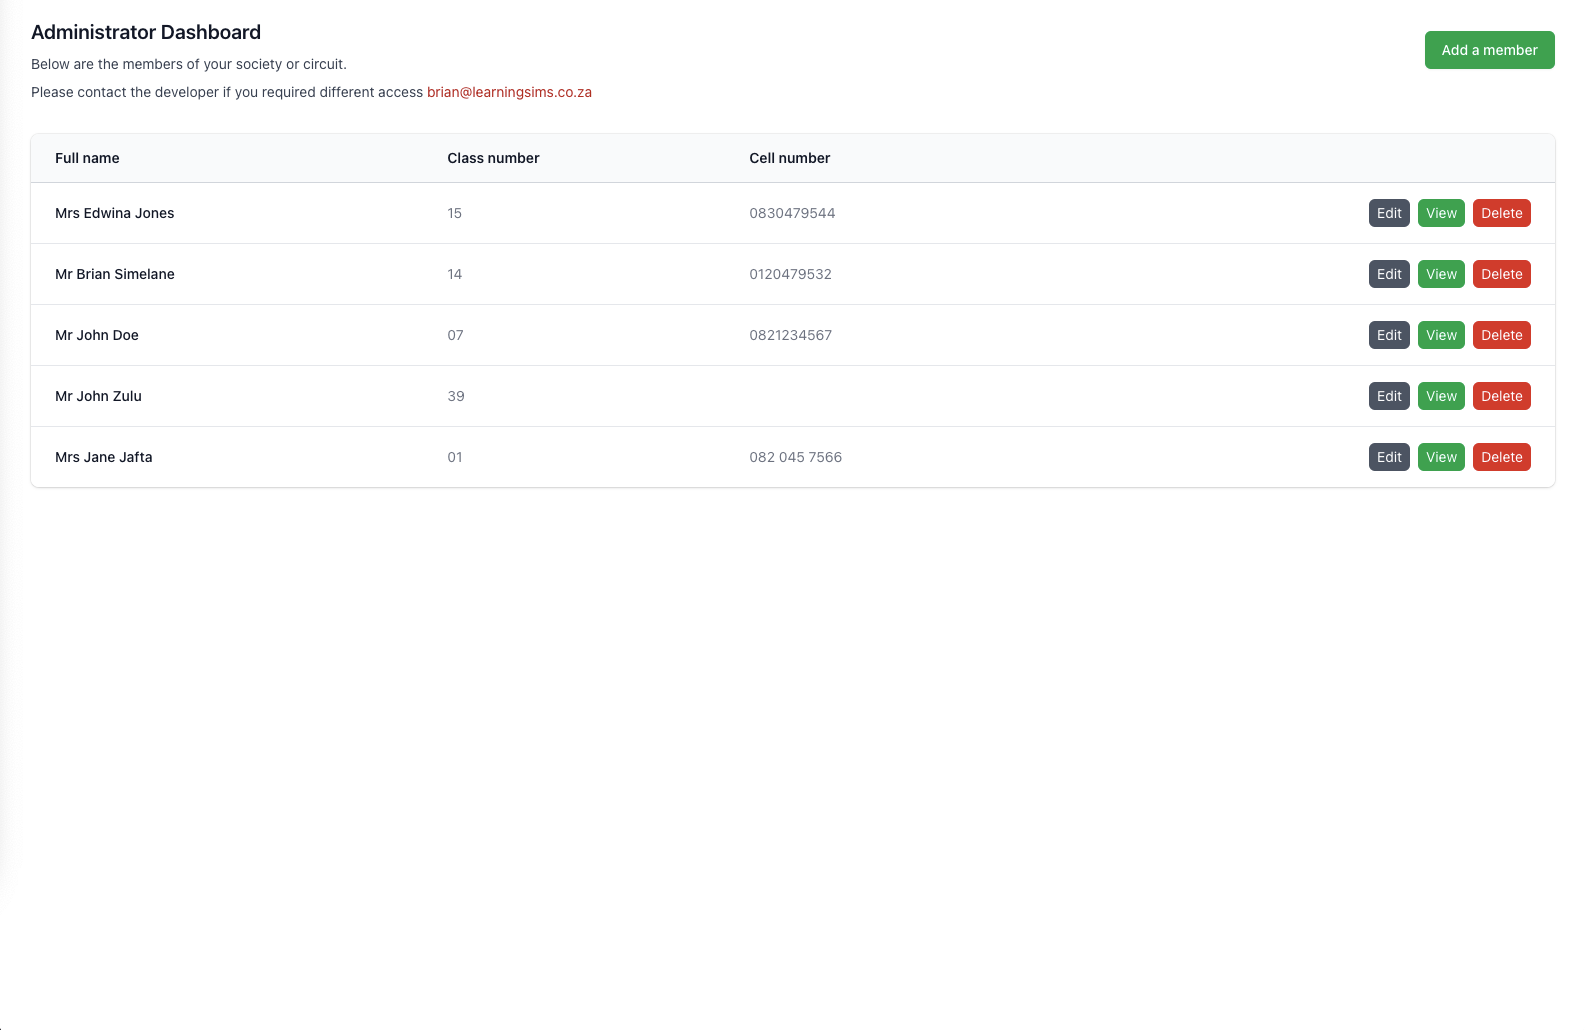 Administrator Dashboard
Below are the members of your society or circuit.
Please contact the developer if you required different access brian@learningsims.co.za
Add a member
Full name Class number Cell number
Mrs Edwina Jones 15 0830479544 Edit View Delete
Mr Brian Simelane 14 0120479532 Edit View Delete
Mr John Doe 07 0821234567 Edit View Delete
Mr John Zulu 39 Edit View Delete
Mrs Jane Jafta 01 082 045 7566 Edit View Delete